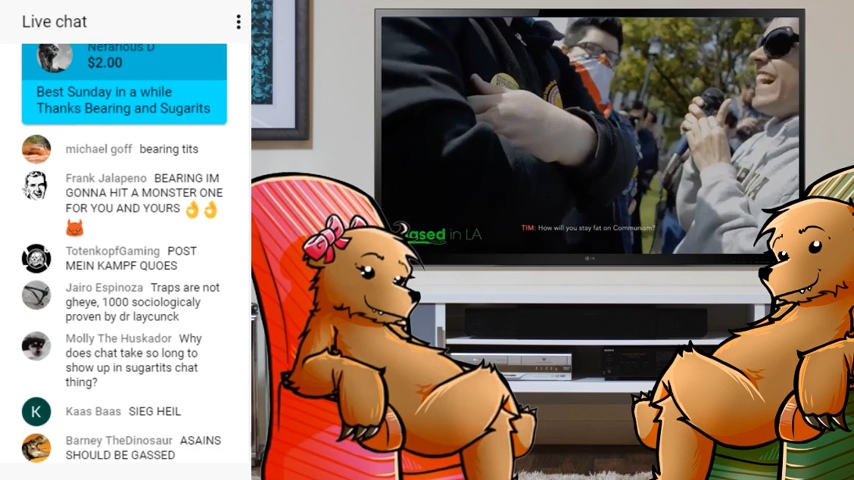 Live chat
Nefarious D
$2.00
Best Sunday in a while
Thanks Bearing and Sugarits
michael goff bearing tits
Frank Jalapeno BEARING IM
GONNA HIT A MONSTER ONE
FOR YOU AND YOURS 👌👌
😈
TotenkopfGaming POST
MEIN KAMPF QUOES
Jairo Espinoza Traps are not
gheye, 1000 sociologicaly
proven by dr laycunck
Molly The Huskador Why
does chat take so long to
show up in sugartits chat
thing?
K
Kaas Baas SIEG HEIL
Barney TheDinosaur ASAINS
SHOULD BE GASSED
Based in LA
TIM: How will you stay fat on Communism?
LG